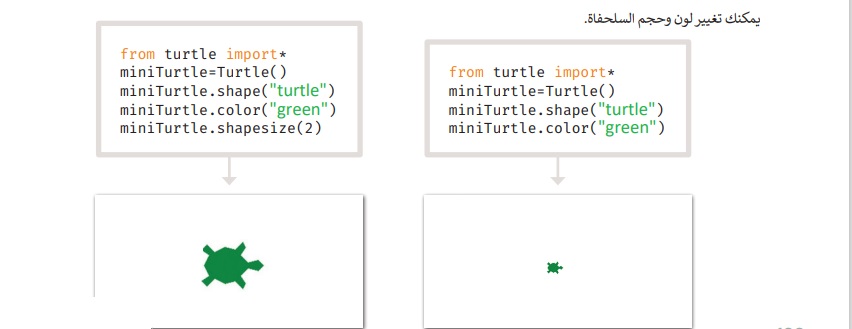 يمكنك تغيير لون وحجم السلحفاة.
from turtle import*
miniTurtle=Turtle()
miniTurtle.shape("turtle")
miniTurtle.color("green")
from turtle import*
miniTurtle=Turtle()
miniTurtle.shape("turtle")
miniTurtle.color("green")
miniTurtle.shapesize(2)